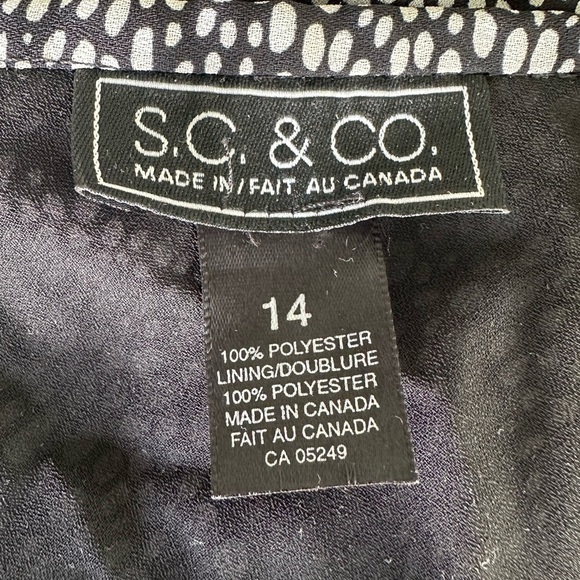 S.C. & CO.
MADE IN / FAIT AU CANADA
14
100% POLYESTER
LINING/DOUBLURE
100% POLYESTER
MADE IN CANADA
FAIT AU CANADA
CA 05249